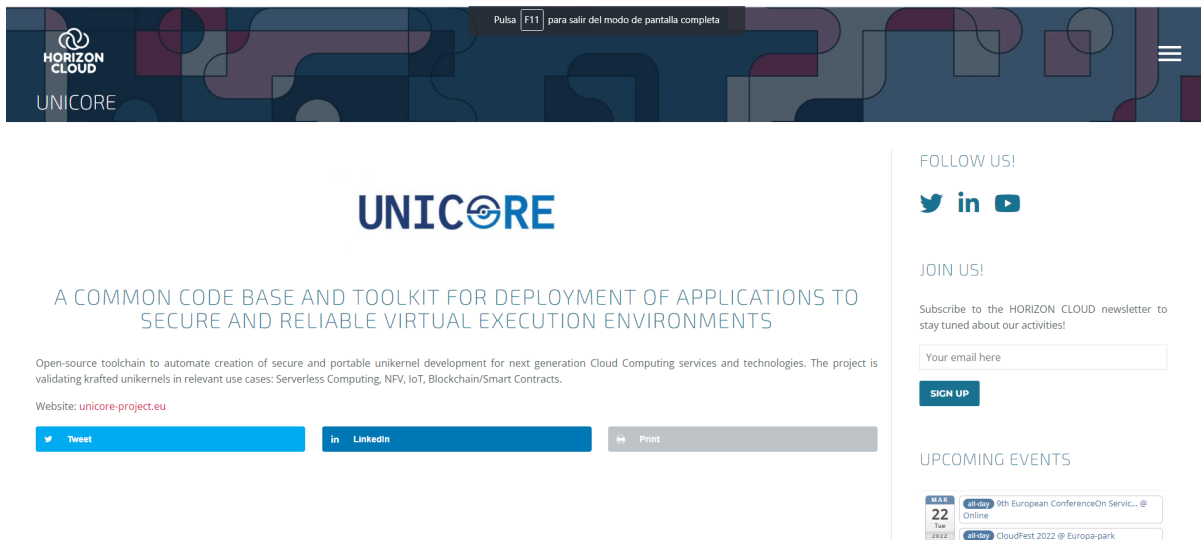 Pulsa F11 para salir del modo de pantalla completa
HORIZON
CLOUD
UNICORE
UNICORE
A COMMON CODE BASE AND TOOLKIT FOR DEPLOYMENT OF APPLICATIONS TO
SECURE AND RELIABLE VIRTUAL EXECUTION ENVIRONMENTS
Open-source toolchain to automate creation of secure and portable unikernel development for next generation Cloud Computing services and technologies. The project is
validating krafted unikernels in relevant use cases: Serverless Computing, NFV, IoT, Blockchain/Smart Contracts.
Website: unicore-project.eu
Tweet
in LinkedIn
Print
FOLLOW US!
in
JOIN US!
Subscribe to the HORIZON CLOUD newsletter to
stay tuned about our activities!
Your email here
SIGN UP
UPCOMING EVENTS
MAR
22
Tue
2022
all-day 9th European ConferenceOn Servic... @
Online
all-day CloudFest 2022 @ Europa-park